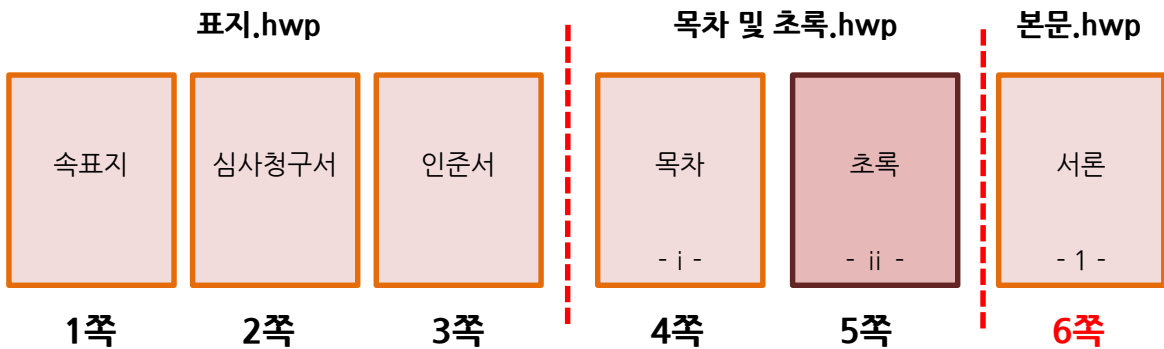 표지.hwp 목차 및 초록.hwp 본문.hwp
속표지 심사청구서 인준서 목차 초록 서론
- i - - ii - - 1 -
1쪽 2쪽 3쪽 4쪽 5쪽 6쪽